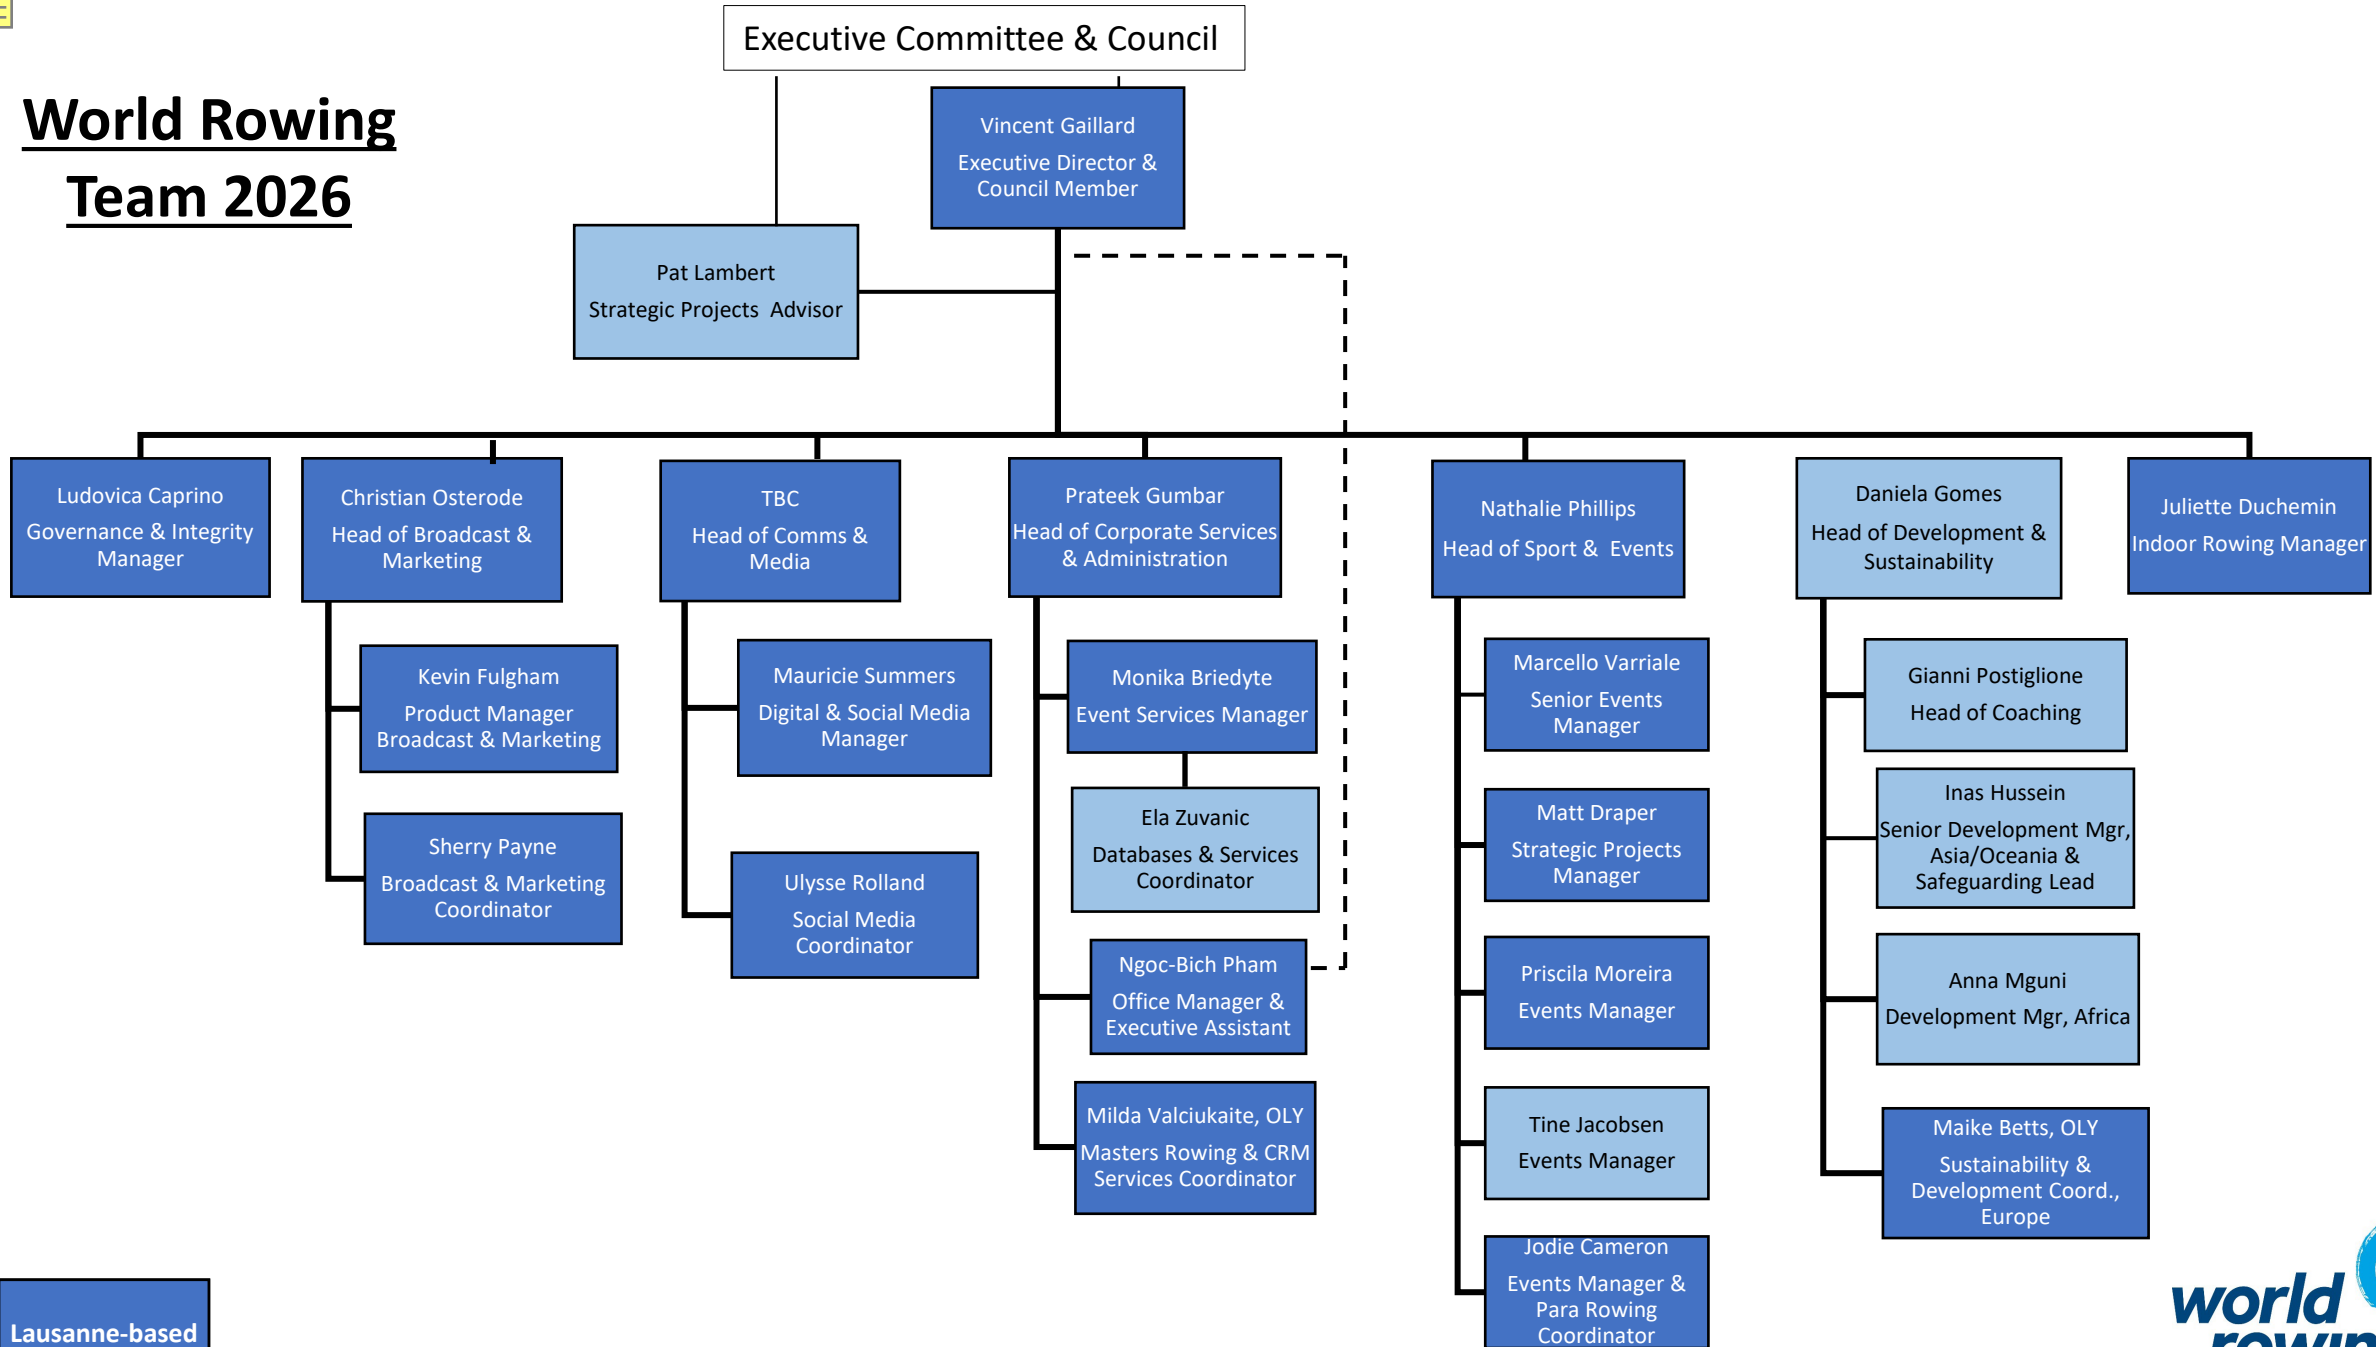 Executive Committee & Council
World Rowing
Team 2026
Vincent Gaillard
Executive Director &
Council Member
Pat Lambert
Strategic Projects  Advisor
Ludovica Caprino
Governance & Integrity
Manager
Christian Osterode
Head of Broadcast &
Marketing
TBC
Head of Comms &
Media
Prateek Gumbar
Head of Corporate Services
& Administration
Nathalie Phillips
Head of Sport &  Events
Daniela Gomes
Head of Development &
Sustainability
Juliette Duchemin
Indoor Rowing Manager
Kevin Fulgham
Product Manager
Broadcast & Marketing
Sherry Payne
Broadcast & Marketing
Coordinator
Mauricie Summers
Digital & Social Media
Manager
Ulysse Rolland
Social Media
Coordinator
Monika Briedyte
Event Services Manager
Ela Zuvanic
Databases & Services
Coordinator
Ngoc-Bich Pham
Office Manager &
Executive Assistant
Milda Valciukaite, OLY
Masters Rowing & CRM
Services Coordinator
Marcello Varriale
Senior Events
Manager
Matt Draper
Strategic Projects
Manager
Priscila Moreira
Events Manager
Tine Jacobsen
Events Manager
Jodie Cameron
Events Manager &
Para Rowing
Coordinator
Gianni Postiglione
Head of Coaching
Inas Hussein
Senior Development Mgr,
Asia/Oceania &
Safeguarding Lead
Anna Mguni
Development Mgr, Africa
Maike Betts, OLY
Sustainability &
Development Coord.,
Europe
Lausanne-based
world